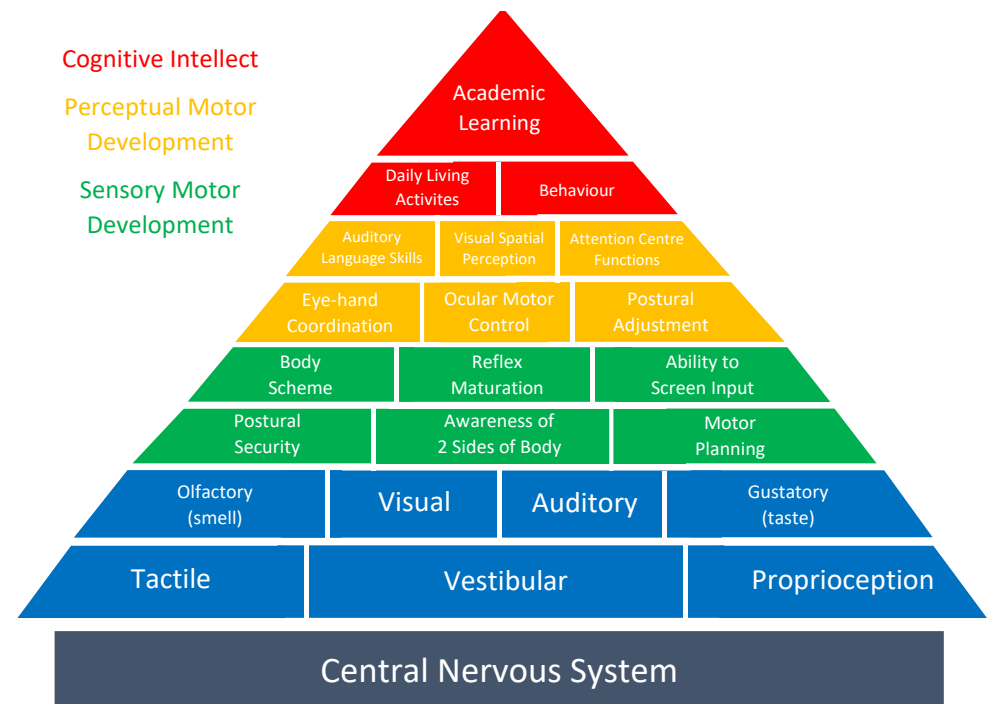 Cognitive Intellect
Perceptual Motor
Development
Sensory Motor
Development
Academic
Learning
Daily Living
Activites
Behaviour
Auditory
Language Skills
Visual Spatial
Perception
Attention Centre
Functions
Eye-hand
Coordination
Ocular Motor
Control
Postural
Adjustment
Body
Scheme
Reflex
Maturation
Ability to
Screen Input
Postural
Security
Awareness of
2 Sides of Body
Motor
Planning
Olfactory
(smell)
Visual
Auditory
Gustatory
(taste)
Tactile
Vestibular
Proprioception
Central Nervous System